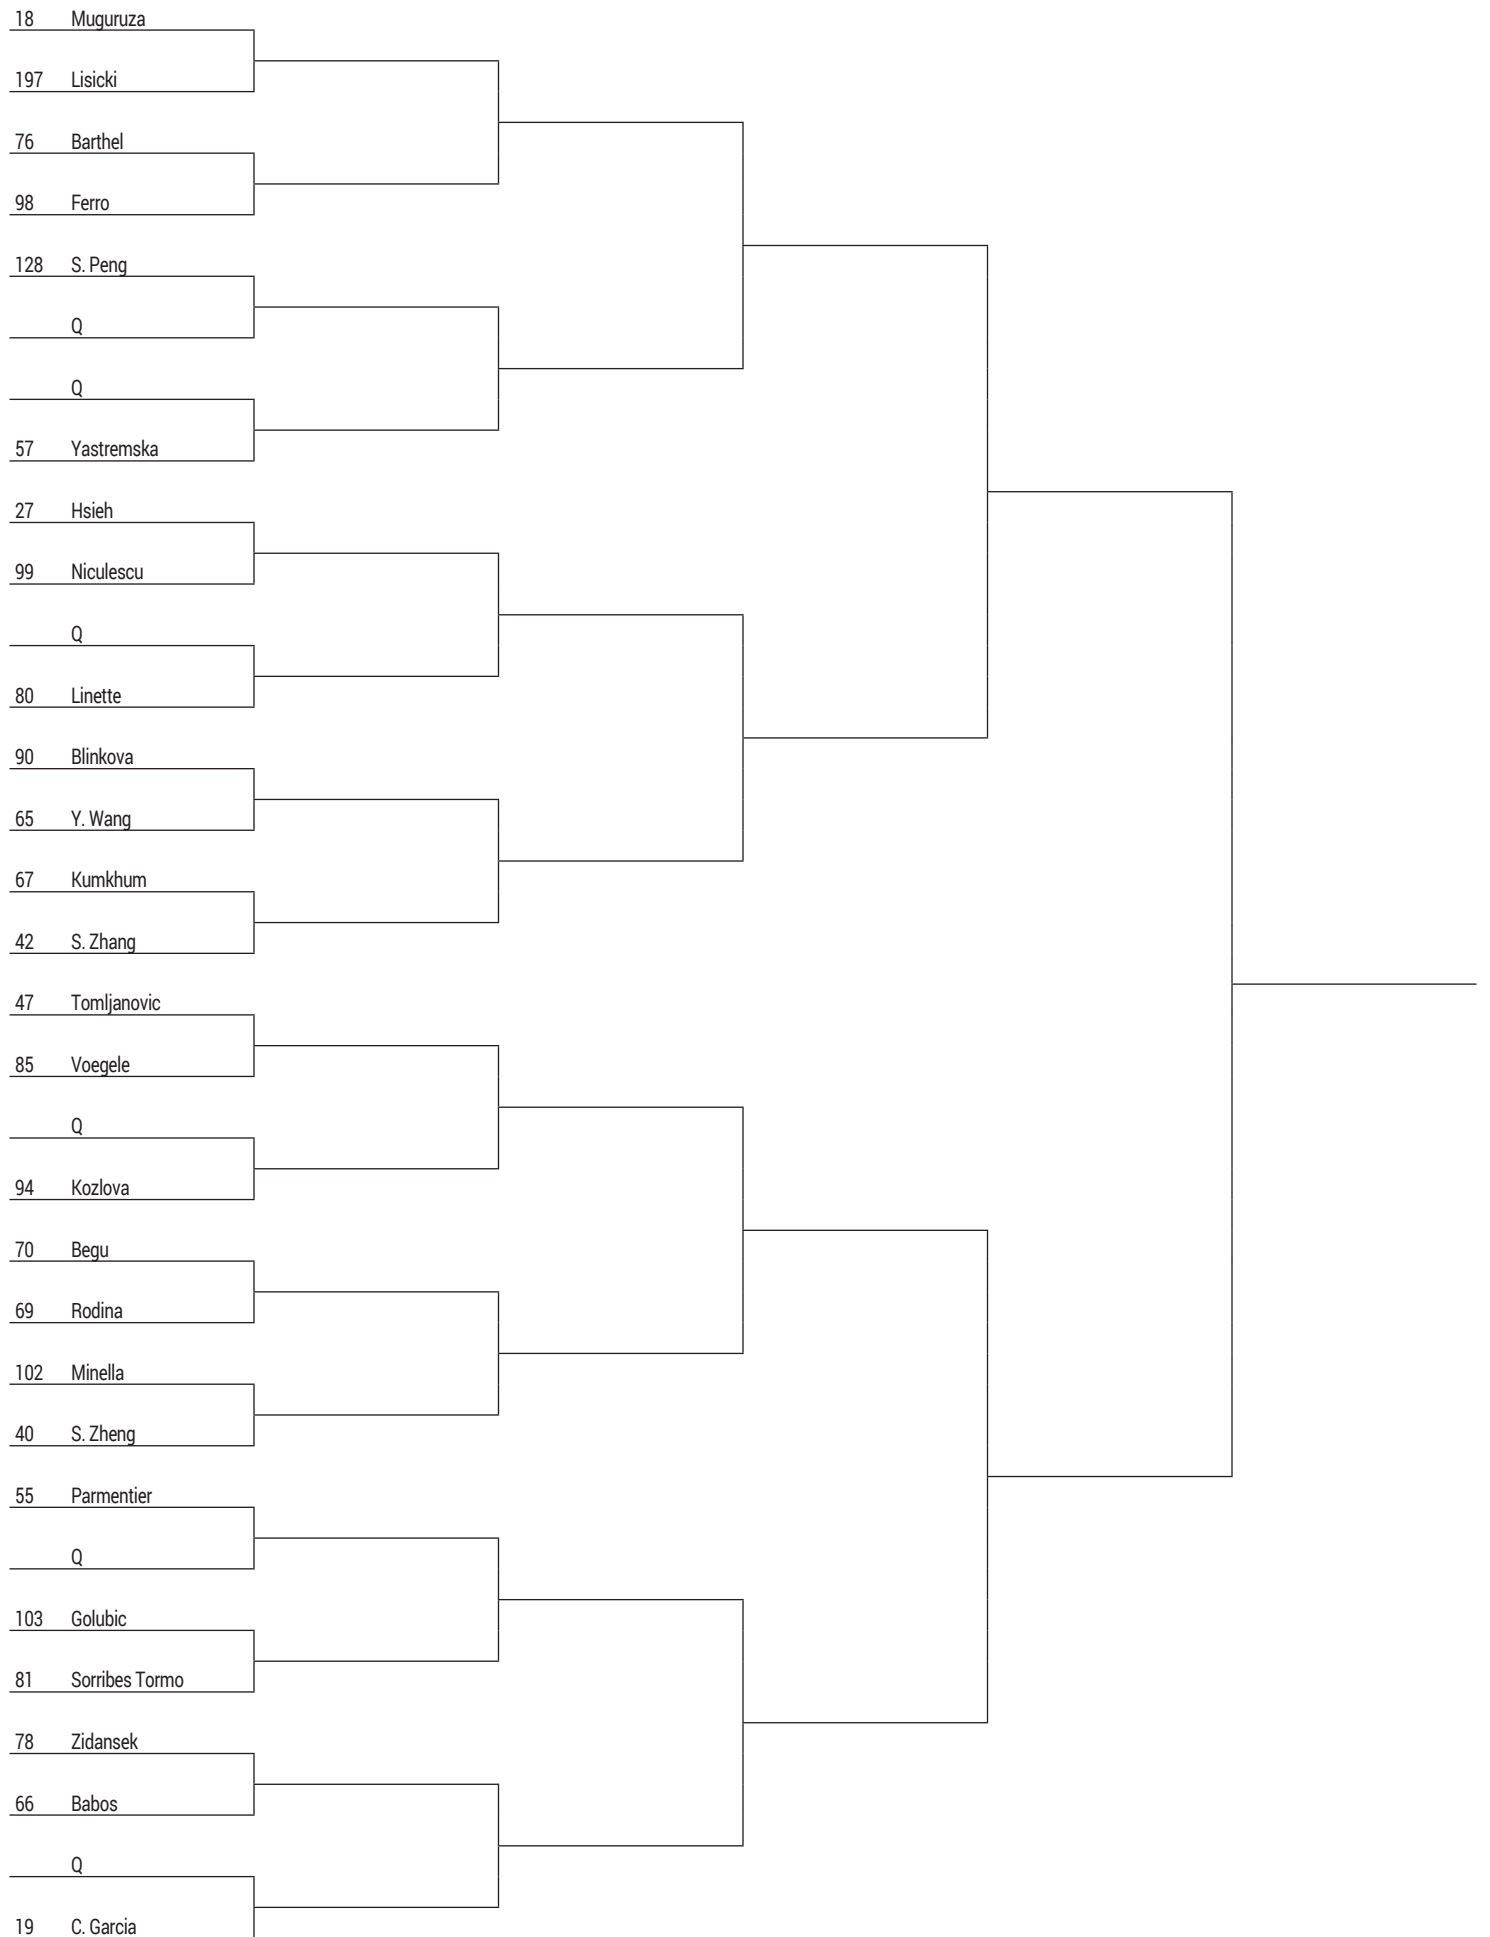 18 Muguruza
197 Lisicki
76 Barthel
98 Ferro
128 S. Peng
Q
Q
57 Yastremska
27 Hsieh
99 Niculescu
Q
80 Linette
90 Blinkova
65 Y. Wang
67 Kumkhum
42 S. Zhang
47 Tomljanovic
85 Voegele
Q
94 Kozlova
70 Begu
69 Rodina
102 Minella
40 S. Zheng
55 Parmentier
Q
103 Golubic
81 Sorribes Tormo
78 Zidansek
66 Babos
Q
19 C. Garcia